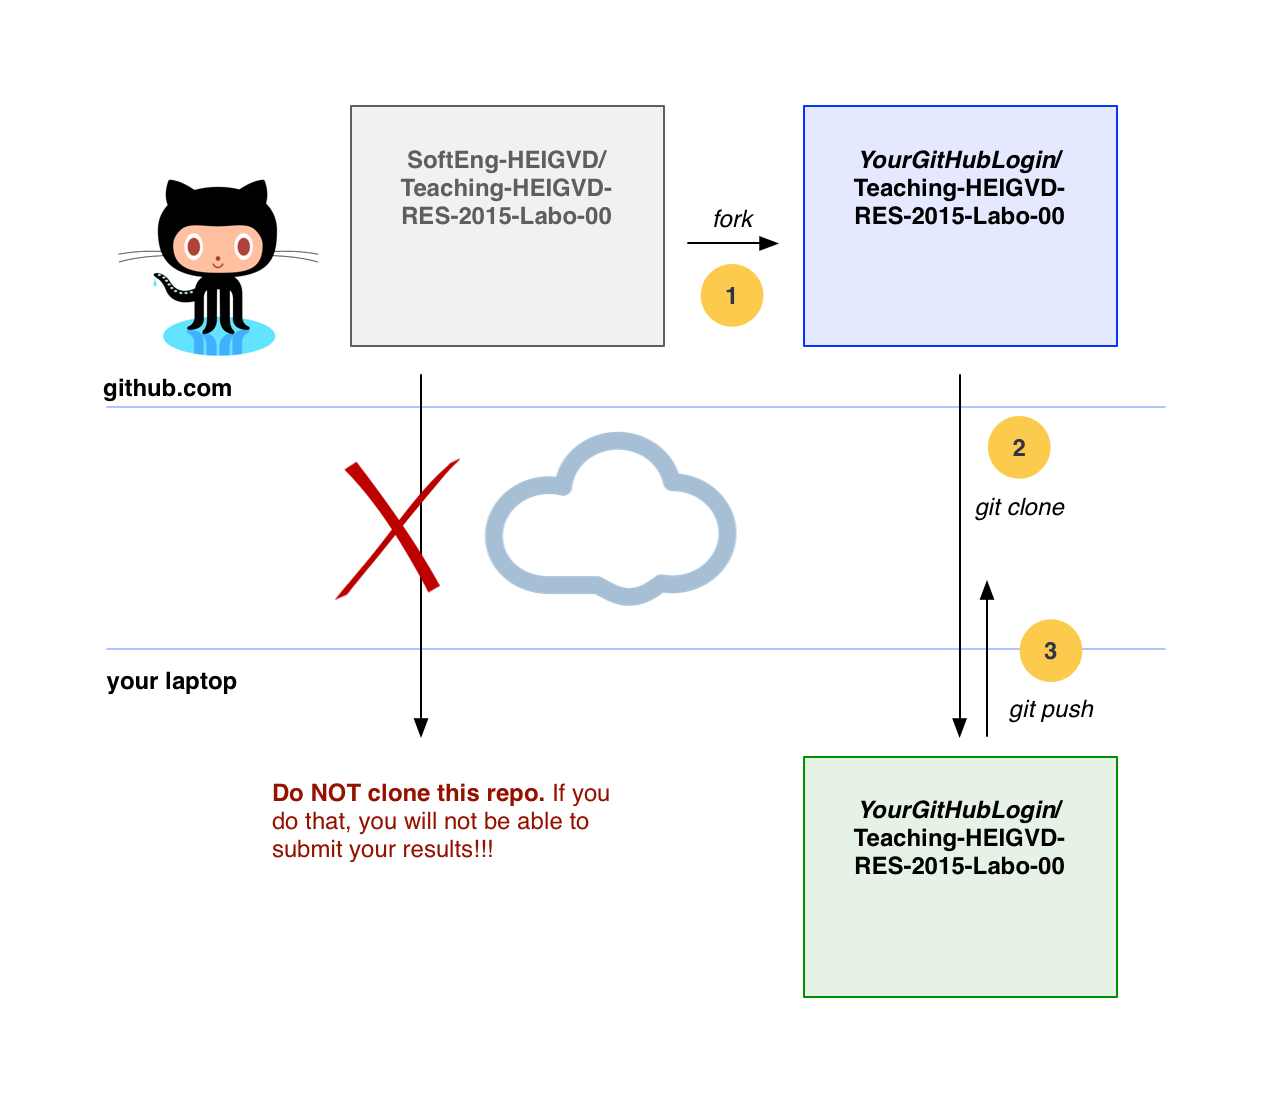 SoftEng-HEIGVD/
Teaching-HEIGVD-
RES-2015-Labo-00
fork
1
YourGitHubLogin/
Teaching-HEIGVD-
RES-2015-Labo-00
github.com
2
git clone
3
your laptop
git push
Do NOT clone this repo. If you
do that, you will not be able to
submit your results!!!
YourGitHubLogin/
Teaching-HEIGVD-
RES-2015-Labo-00